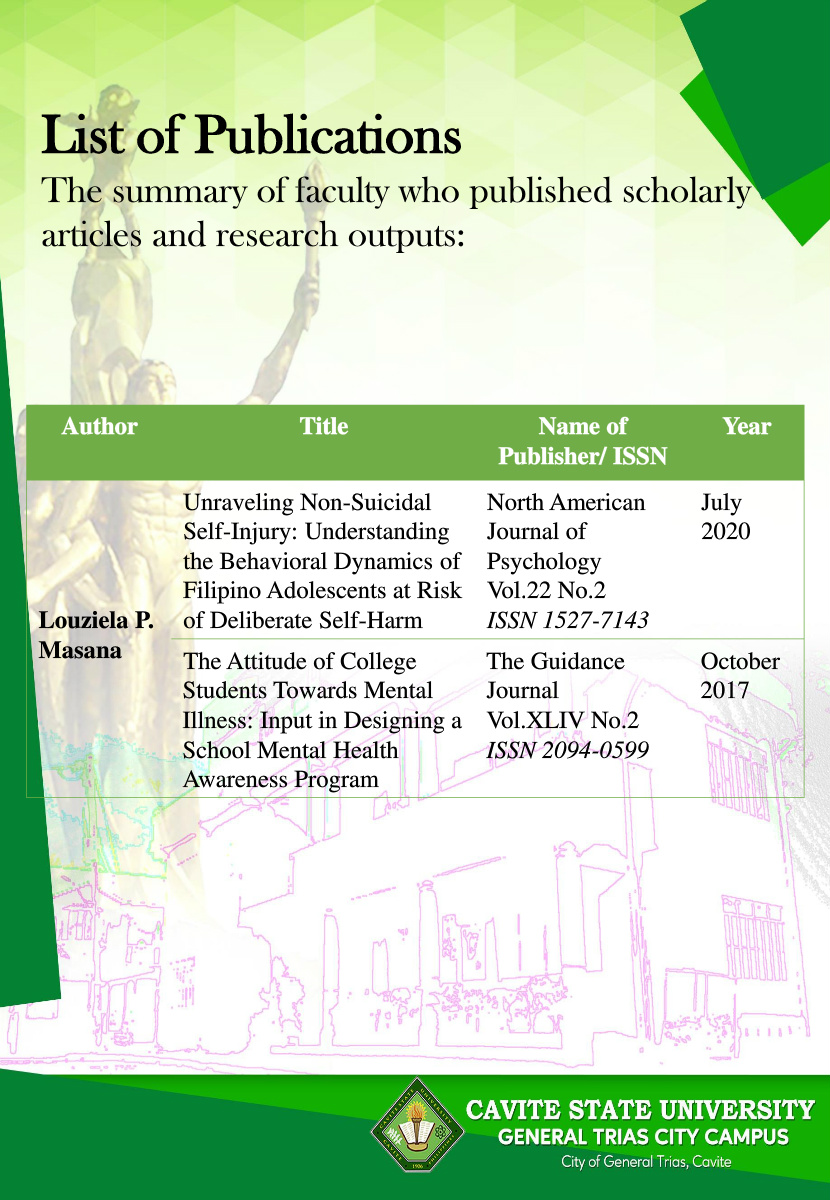 List of Publications
The summary of faculty who published scholarly
articles and research outputs:
Author
Title
Name of
Publisher/ ISSN
Year
Louziela P.
Masana
Unraveling Non-Suicidal
Self-Injury: Understanding
the Behavioral Dynamics of
Filipino Adolescents at Risk
of Deliberate Self-Harm
North American
Journal of
Psychology
Vol.22 No.2
ISSN 1527-7143
July
2020
The Attitude of College
Students Towards Mental
Illness: Input in Designing a
School Mental Health
Awareness Program
The Guidance
Journal
Vol.XLIV No.2
ISSN 2094-0599
October
2017
CAVITE STATE UNIVERSITY
GENERAL TRIAS CITY CAMPUS
City of General Trias, Cavite
1906